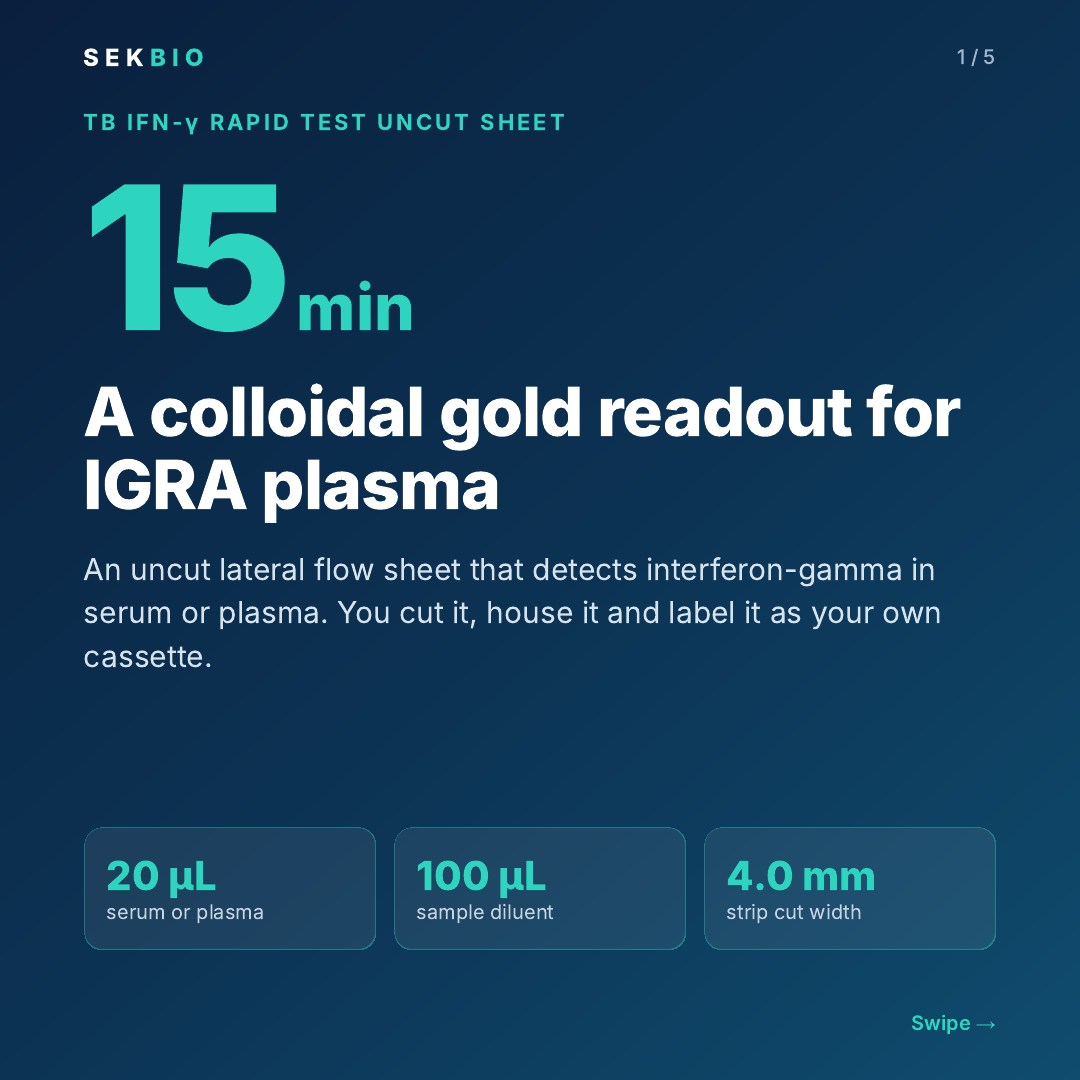 SEKBIO
1 / 5
TB IFN-γ RAPID TEST UNCUT SHEET
15 min
A colloidal gold readout for
IGRA plasma
An uncut lateral flow sheet that detects interferon-gamma in
serum or plasma. You cut it, house it and label it as your own
cassette.
20 µL
serum or plasma
100 µL
sample diluent
4.0 mm
strip cut width
Swipe →